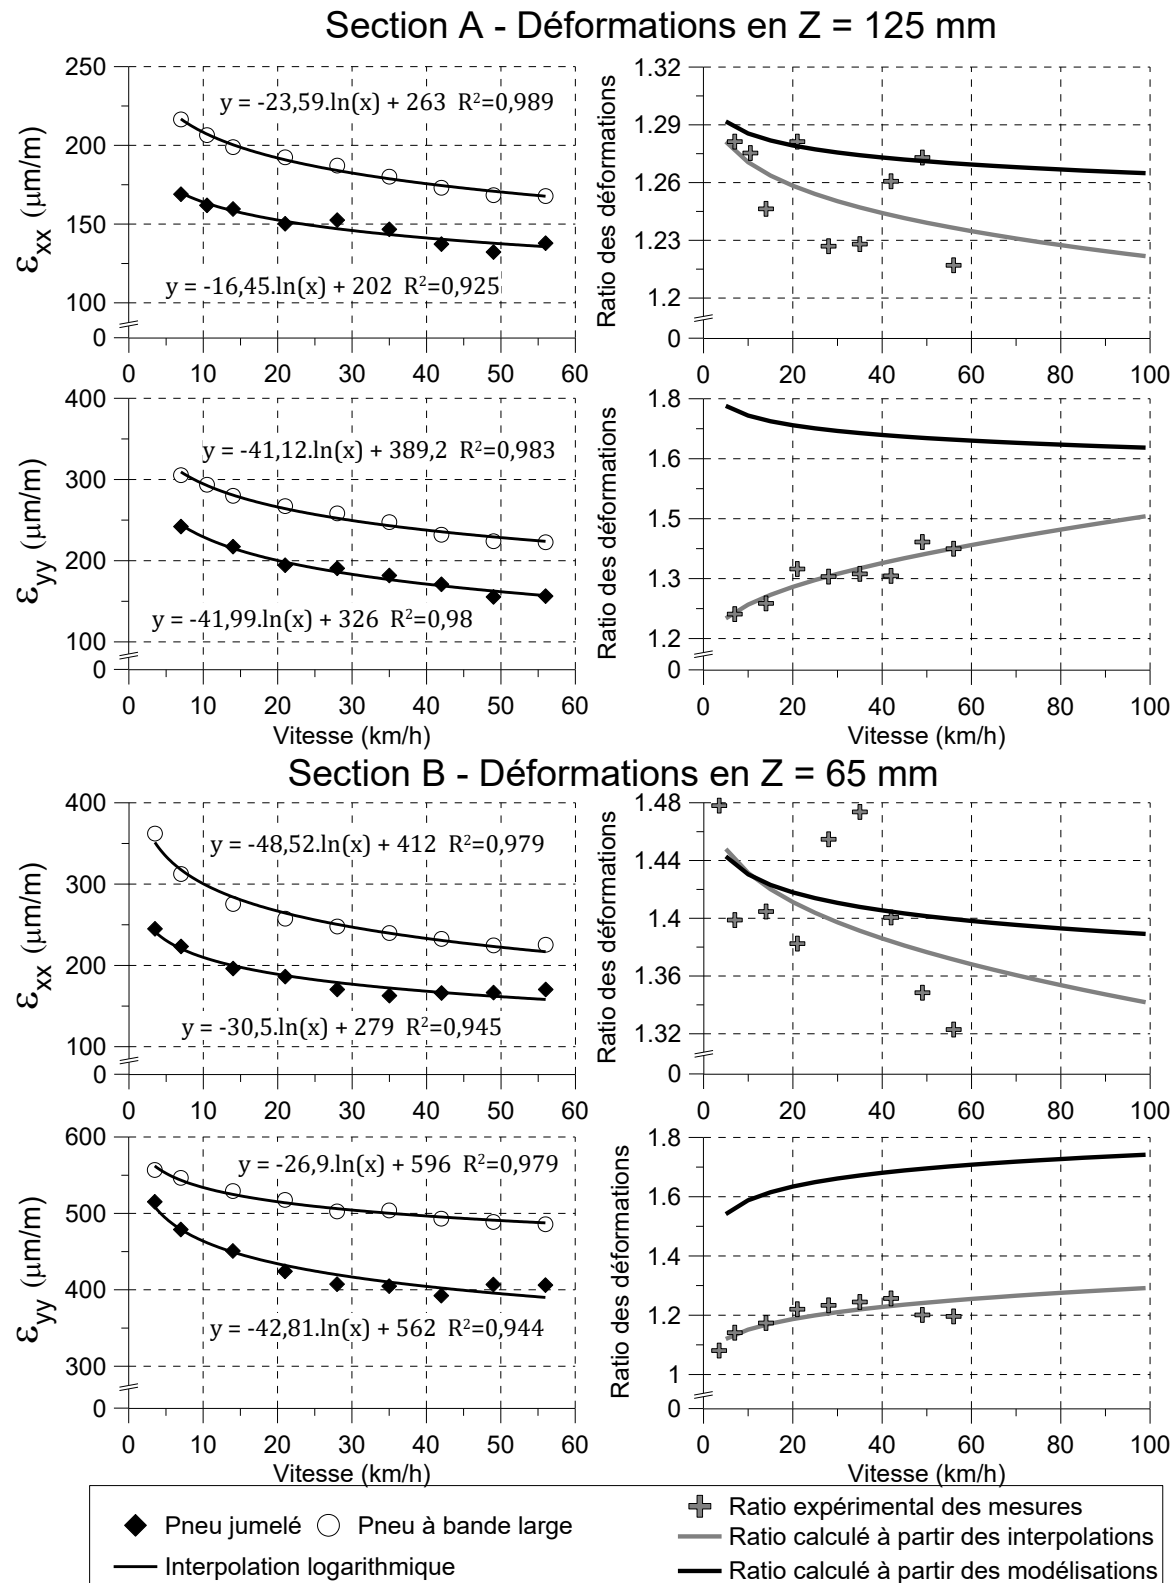 Section A - Déformations en Z = 125 mm
250
200
150
100
0
εxx (μm/m)
y = -23,59.ln(x) + 263 R²=0,989
y = -16,45.ln(x) + 202 R²=0,925
0 10 20 30 40 50 60
1.32
1.29
1.26
1.23
1.2
0
Ratio des déformations
0 20 40 60 80 100
400
300
200
100
0
εyy (μm/m)
y = -41,12.ln(x) + 389,2 R²=0,983
y = -41,99.ln(x) + 326 R²=0,98
0 10 20 30 40 50 60
Vitesse (km/h)
1.8
1.6
1.5
1.3
1.2
0
Ratio des déformations
0 20 40 60 80 100
Vitesse (km/h)
Section B - Déformations en Z = 65 mm
400
300
200
100
0
εxx (μm/m)
y = -48,52.ln(x) + 412 R²=0,979
y = -30,5.ln(x) + 279 R²=0,945
0 10 20 30 40 50 60
1.48
1.44
1.4
1.36
1.32
0
Ratio des déformations
0 20 40 60 80 100
600
500
400
300
0
εyy (μm/m)
y = -26,9.ln(x) + 596 R²=0,979
y = -42,81.ln(x) + 562 R²=0,944
0 10 20 30 40 50 60
Vitesse (km/h)
1.8
1.6
1.4
1.2
1
0
Ratio des déformations
0 20 40 60 80 100
Vitesse (km/h)
Pneu jumelé
Pneu à bande large
Interpolation logarithmique
Ratio expérimental des mesures
Ratio calculé à partir des interpolations
Ratio calculé à partir des modélisations